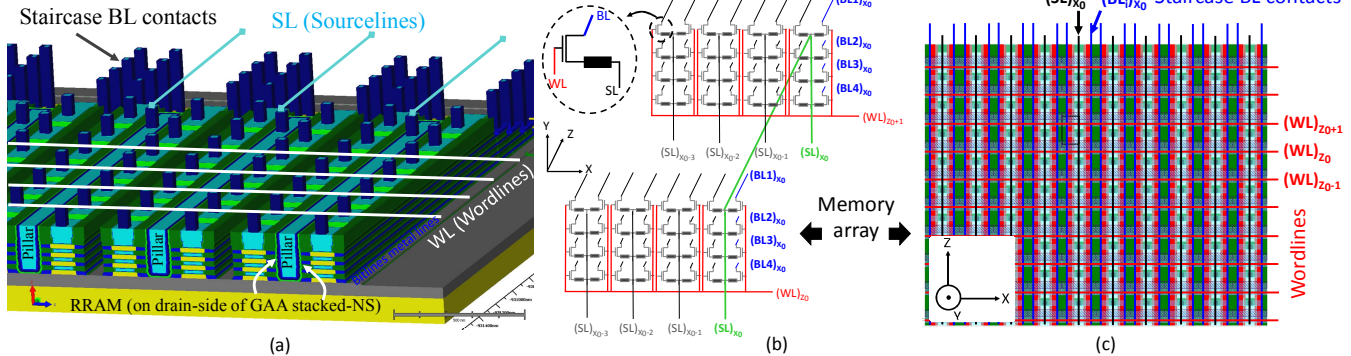 Staircase BL contacts
SL (Sourcelines)
WL (Wordlines)
Bitlines metal lines
Pillar
Pillar
Pillar
RRAM (on drain-side of GAA stacked-NS)
(a)
BL
WL
SL
Y
Z
X
(BL1)X0
(BL2)X0
(BL3)X0
(BL4)X0
(WL)Z0+1
(SL)X0-3
(SL)X0-2
(SL)X0-1
(SL)X0
(BL1)X0
(BL2)X0
(BL3)X0
(BL4)X0
(WL)Z0
(SL)X0-3
(SL)X0-2
(SL)X0-1
(SL)X0
(b)
Memory
array
(SL)X0
(BLi)X0
Staircase BL contacts
(WL)Z0+1
(WL)Z0
(WL)Z0-1
Wordlines
Z
X
Y
(c)